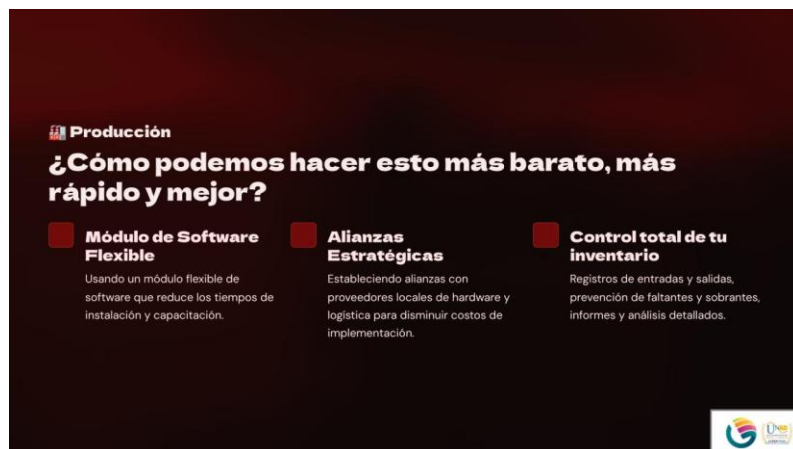 Producción
¿Cómo podemos hacer esto más barato, más
rápido y mejor?
Módulo de Software
Flexible
Usando un módulo flexible de
software que reduce los tiempos de
instalación y capacitación.
Alianzas
Estratégicas
Estableciendo alianzas con
proveedores locales de hardware y
logística para disminuir costos de
implementación.
Control total de tu
inventario
Registros de entradas y salidas,
prevención de faltantes y sobrantes,
informes y análisis detallados.